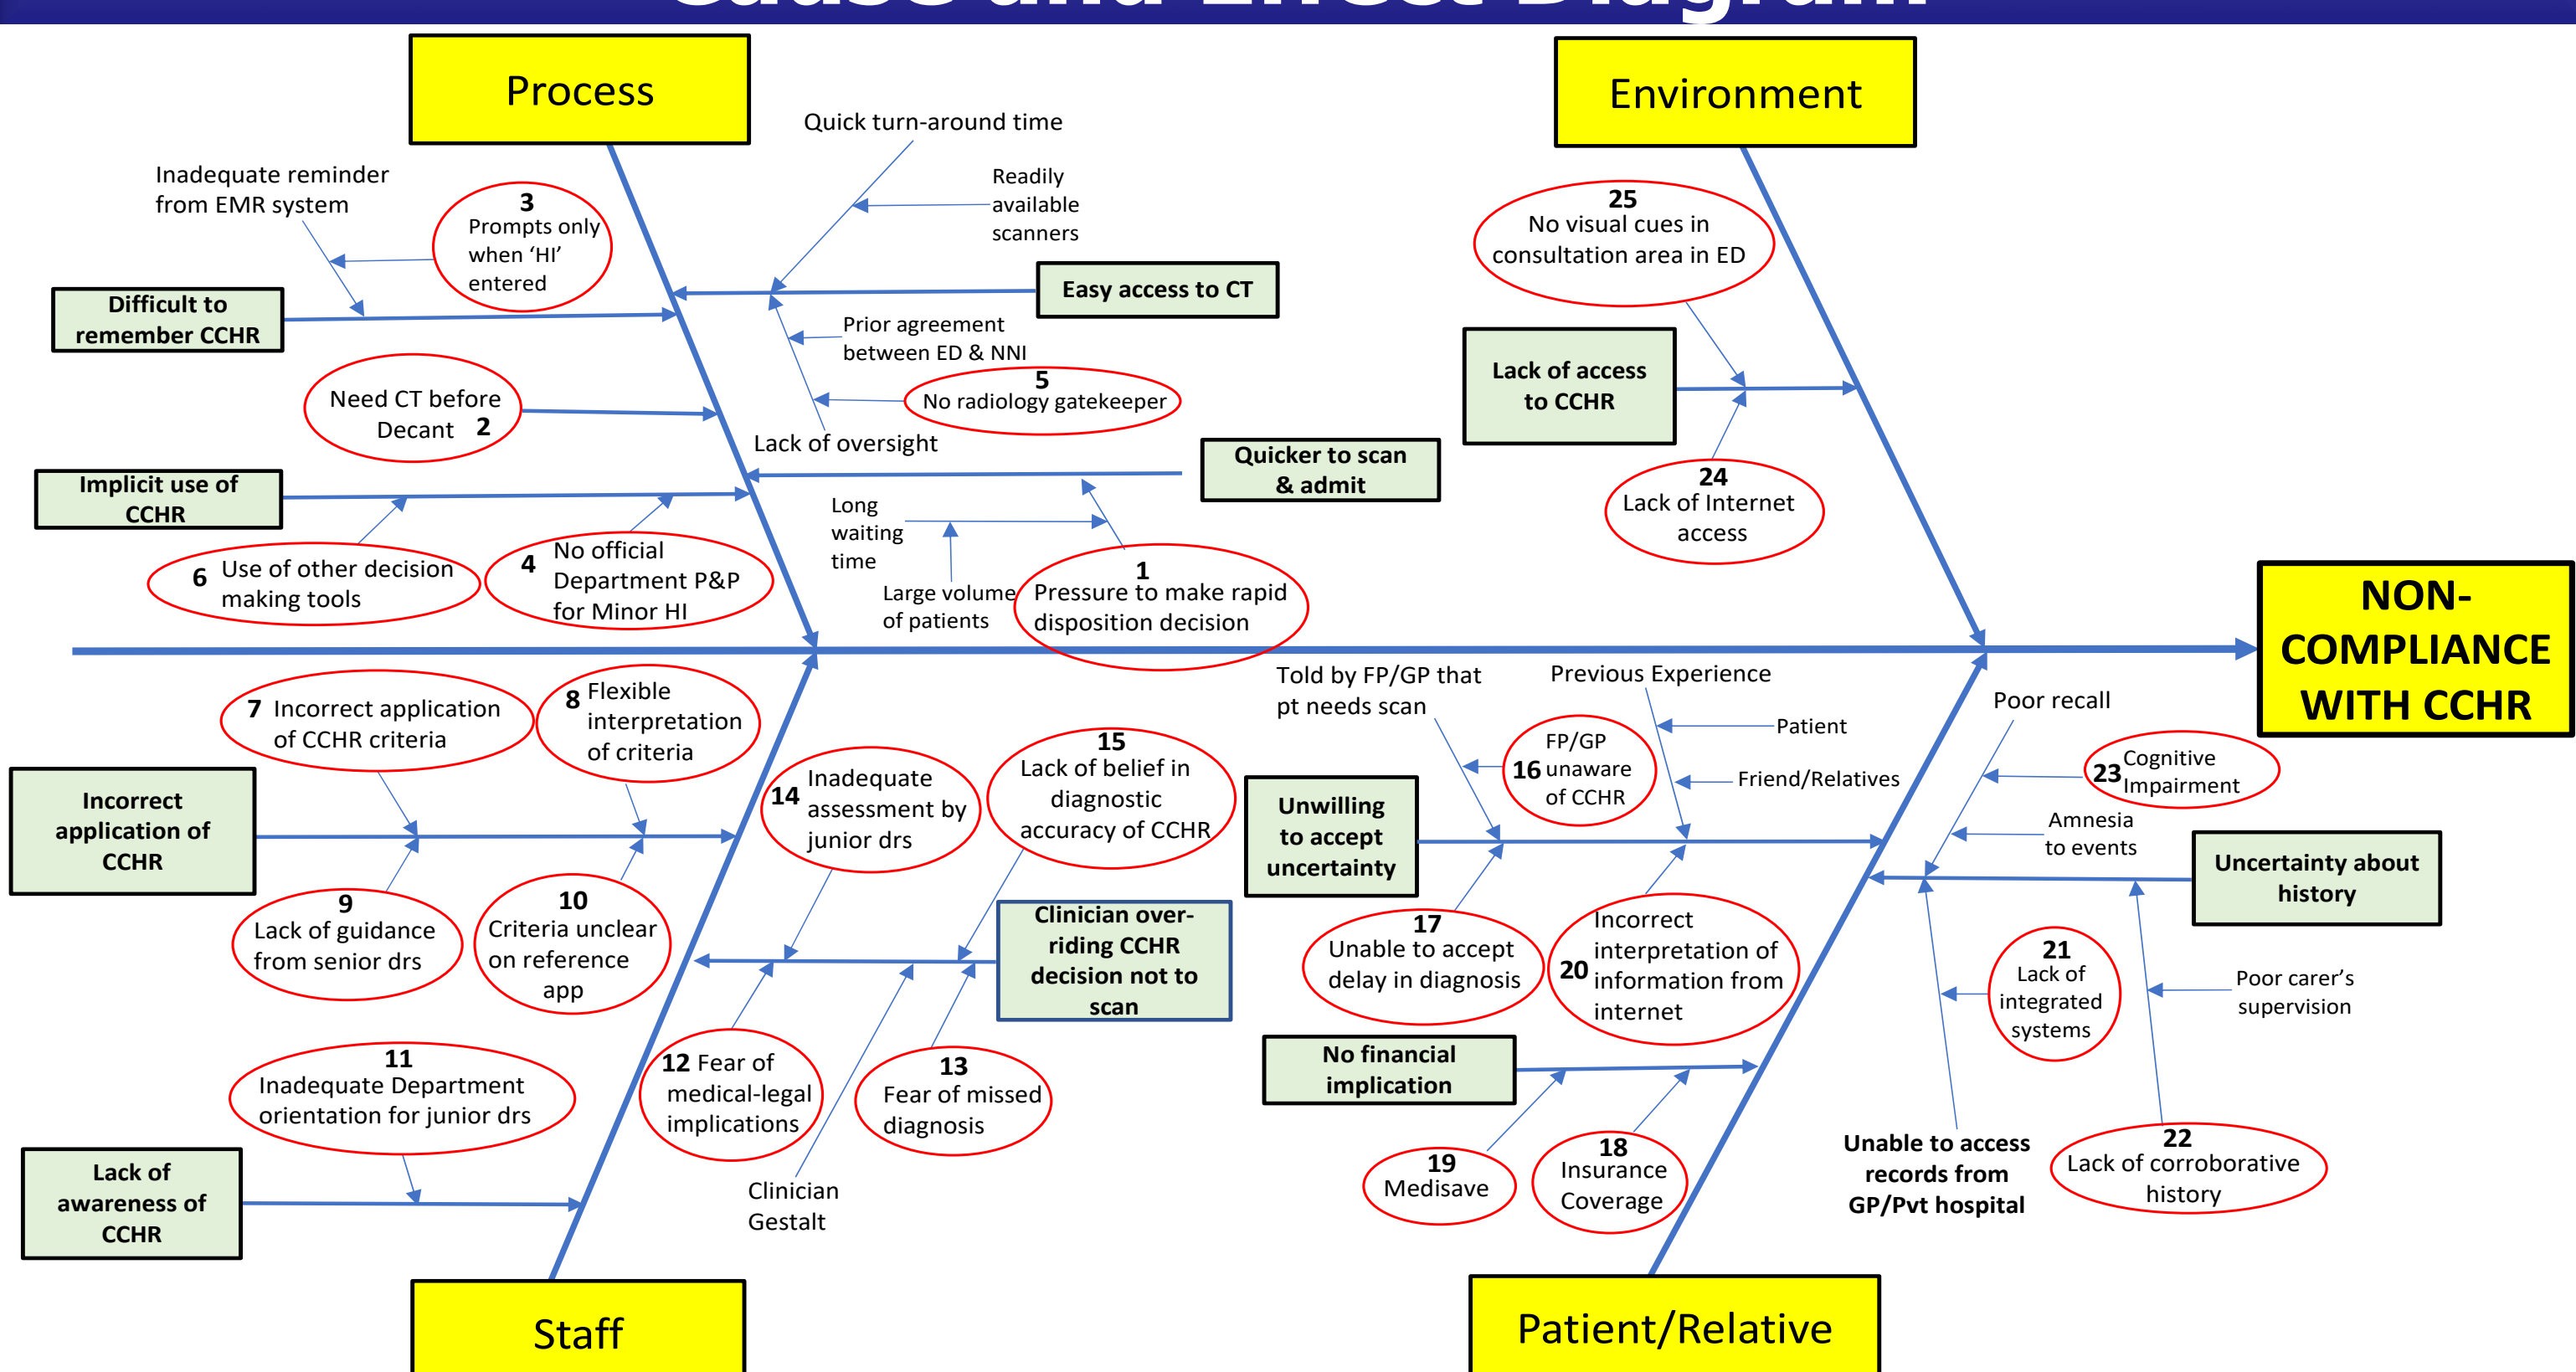 Cause and Effect Diagram
Process
Environment
Quick turn-around time
Inadequate reminder
from EMR system
3
Prompts only
when ‘HI’
entered
Readily
available
scanners
25
No visual cues in
consultation area in ED
Difficult to
remember CCHR
Easy access to CT
Prior agreement
between ED & NNI
5
No radiology gatekeeper
Lack of oversight
Need CT before
Decant 2
Lack of access
to CCHR
Implicit use of
CCHR
Quicker to scan
& admit
24
Lack of Internet
access
Long
waiting
time
6 Use of other decision
making tools
4 No official
Department P&P
for Minor HI
Large volume
of patients
1
Pressure to make rapid
disposition decision
NON-
COMPLIANCE
WITH CCHR
7 Incorrect application
of CCHR criteria
8 Flexible
interpretation
of criteria
Told by FP/GP that
pt needs scan
Previous Experience
Poor recall
Patient
16 FP/GP
unaware
of CCHR
Friend/Relatives
23 Cognitive
Impairment
14 Inadequate
assessment by
junior drs
15
Lack of belief in
diagnostic
accuracy of CCHR
Incorrect
application of
CCHR
Unwilling
to accept
uncertainty
Amnesia
to events
Uncertainty about
history
9
Lack of guidance
from senior drs
10
Criteria unclear
on reference
app
Clinician over-
riding CCHR
decision not to
scan
17
Unable to accept
delay in diagnosis
20 Incorrect
interpretation of
information from
internet
21
Lack of
integrated
systems
Poor carer’s
supervision
11
Inadequate Department
orientation for junior drs
12 Fear of
medical-legal
implications
13
Fear of missed
diagnosis
No financial
implication
Lack of
awareness of
CCHR
Clinician
Gestalt
19
Medisave
18
Insurance
Coverage
Unable to access
records from
GP/Pvt hospital
22
Lack of corroborative
history
Staff
Patient/Relative